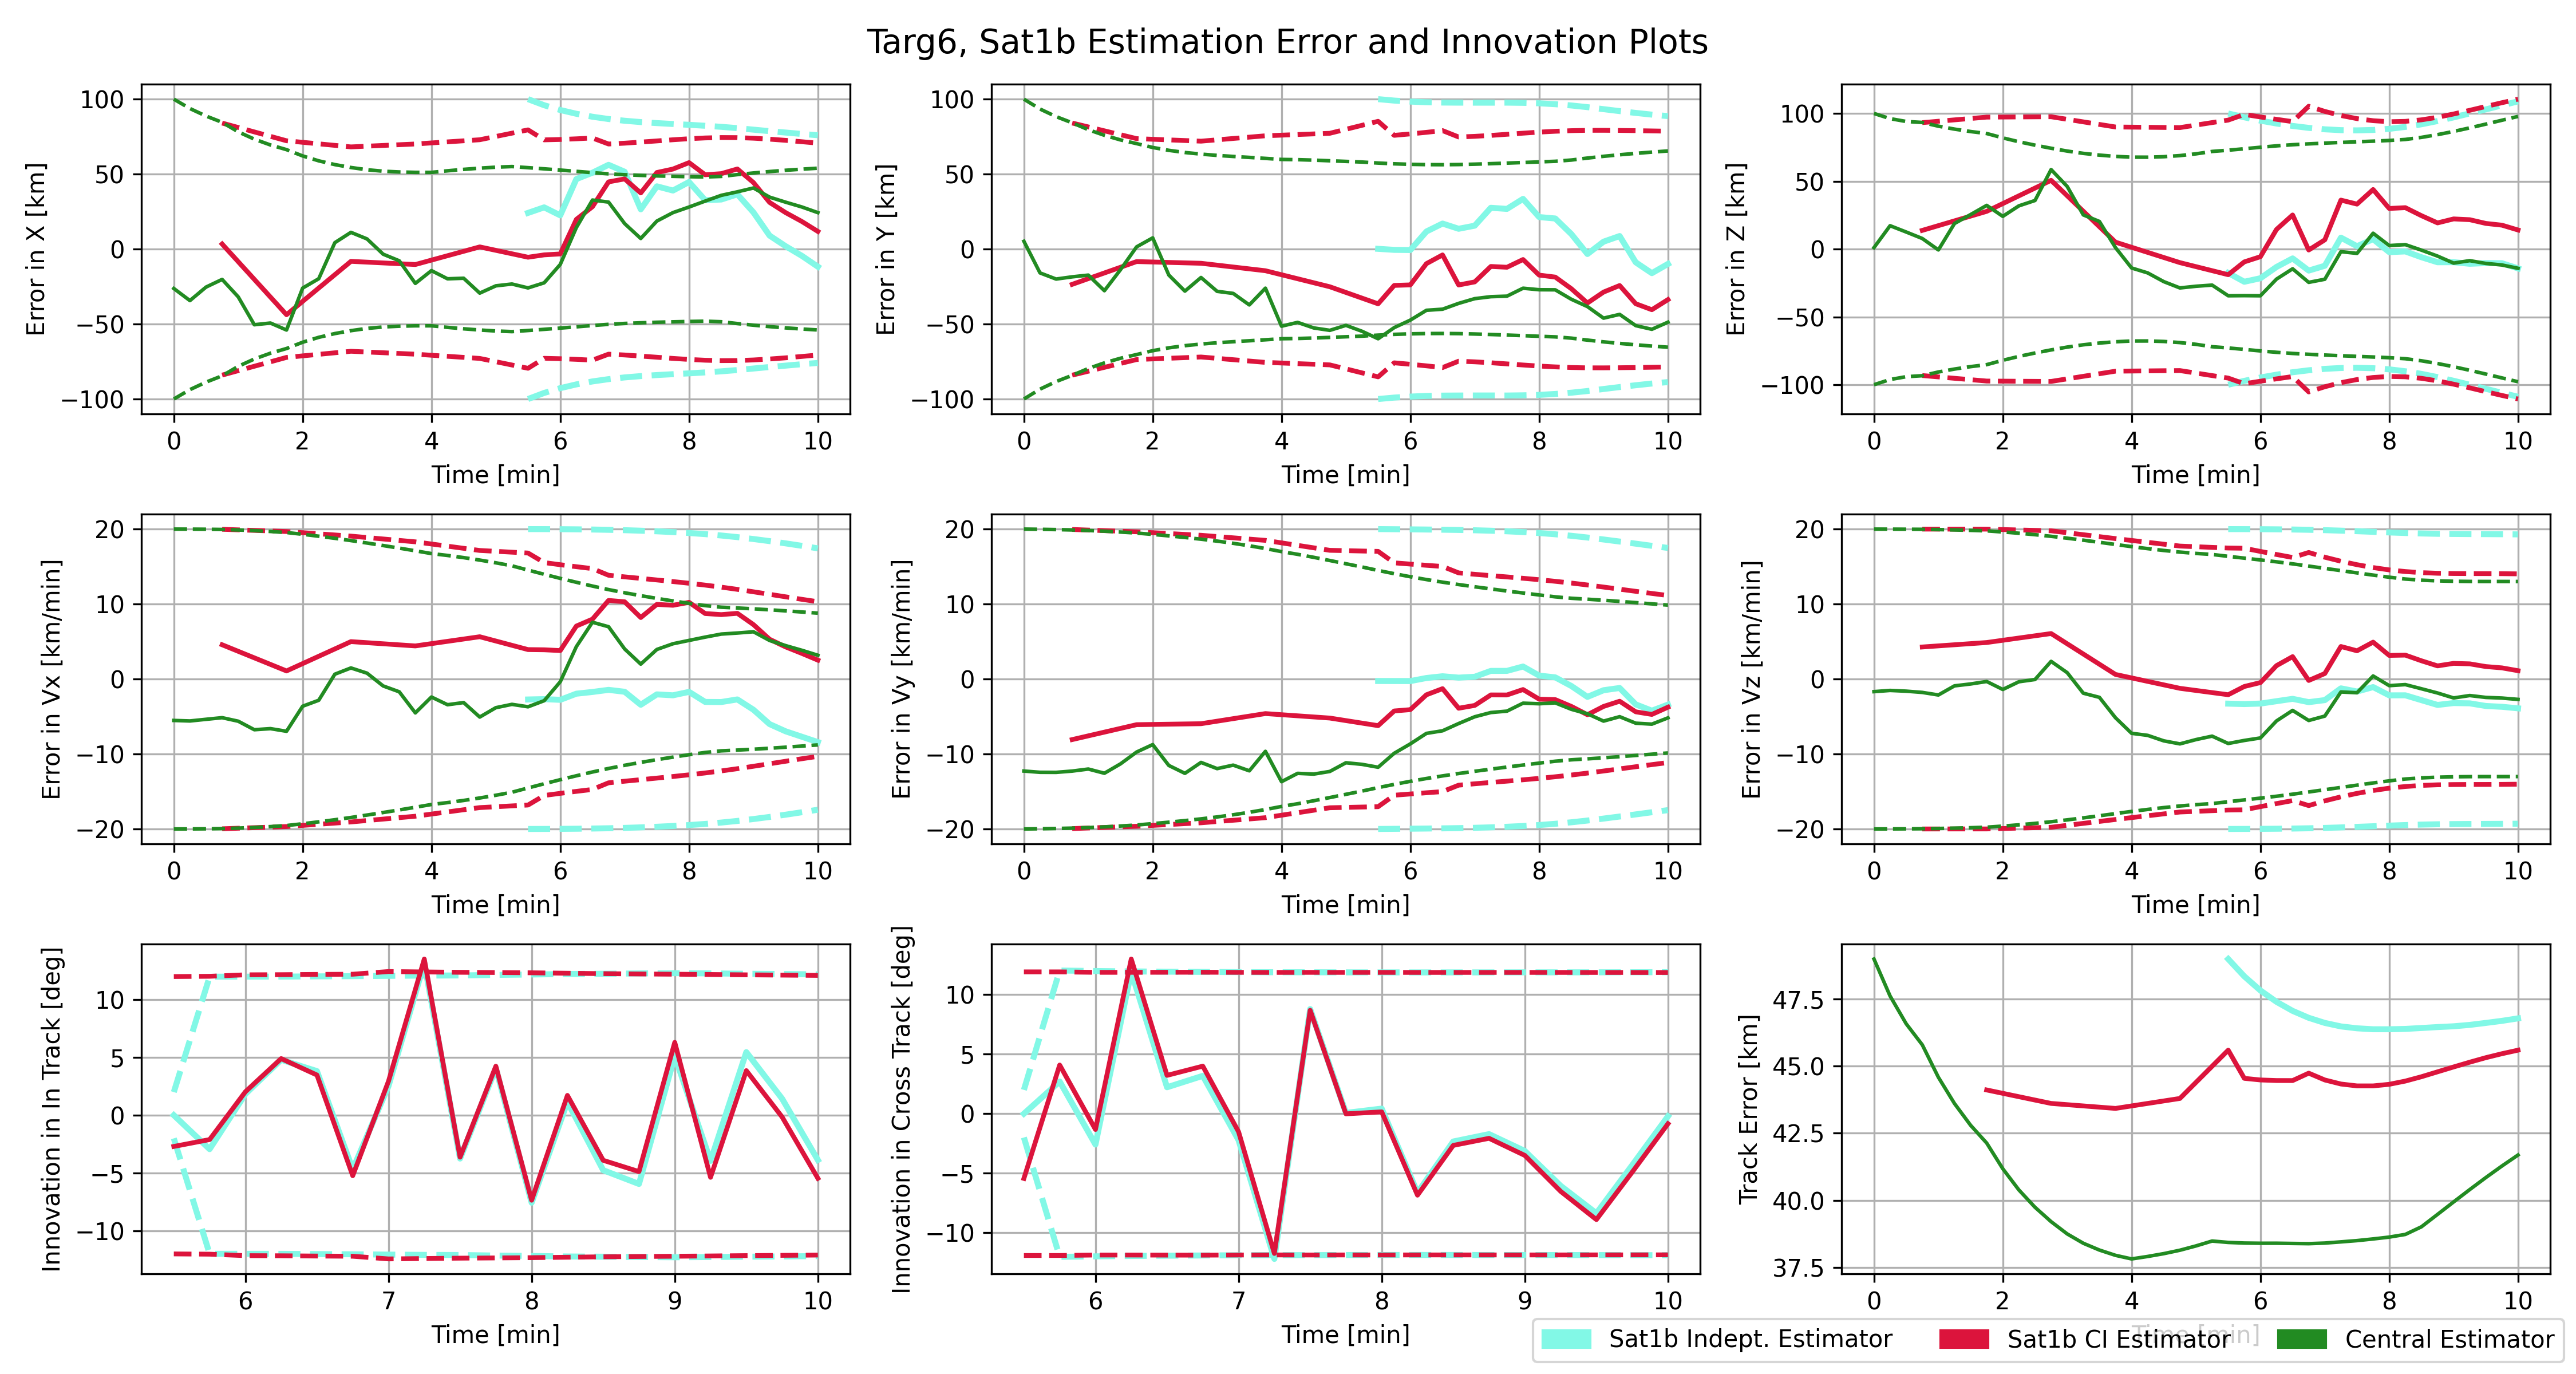 Targ6, Sat1b Estimation Error and Innovation Plots
Error in X [km]
100
50
0
−50
−100
0 2 4 6 8 10
Time [min]
Error in Y [km]
100
50
0
−50
−100
0 2 4 6 8 10
Time [min]
Error in Z [km]
100
50
0
−50
−100
0 2 4 6 8 10
Time [min]
Error in Vx [km/min]
20
10
0
−10
−20
0 2 4 6 8 10
Time [min]
Error in Vy [km/min]
20
10
0
−10
−20
0 2 4 6 8 10
Time [min]
Error in Vz [km/min]
20
10
0
−10
−20
0 2 4 6 8 10
Time [min]
Innovation in In Track [deg]
10
5
0
−5
−10
6 7 8 9 10
Time [min]
Innovation in Cross Track [deg]
10
5
0
−5
−10
6 7 8 9 10
Time [min]
Track Error [km]
47.5
45.0
42.5
40.0
37.5
0 2 4 6 8 10
Time [min]
Sat1b Indept. Estimator Sat1b CI Estimator Central Estimator